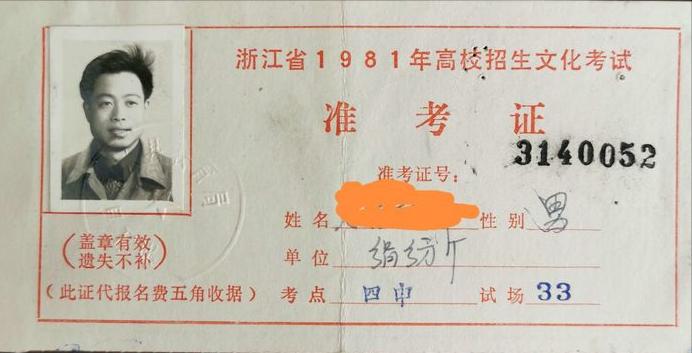 浙江省1981年高校招生文化考试
准考证
3140052
准考证号:
姓名 性别 男
单位 绢纺厂
考点 四中 试场 33
(盖章有效
遗失不补)
(此证代报名费五角收据)